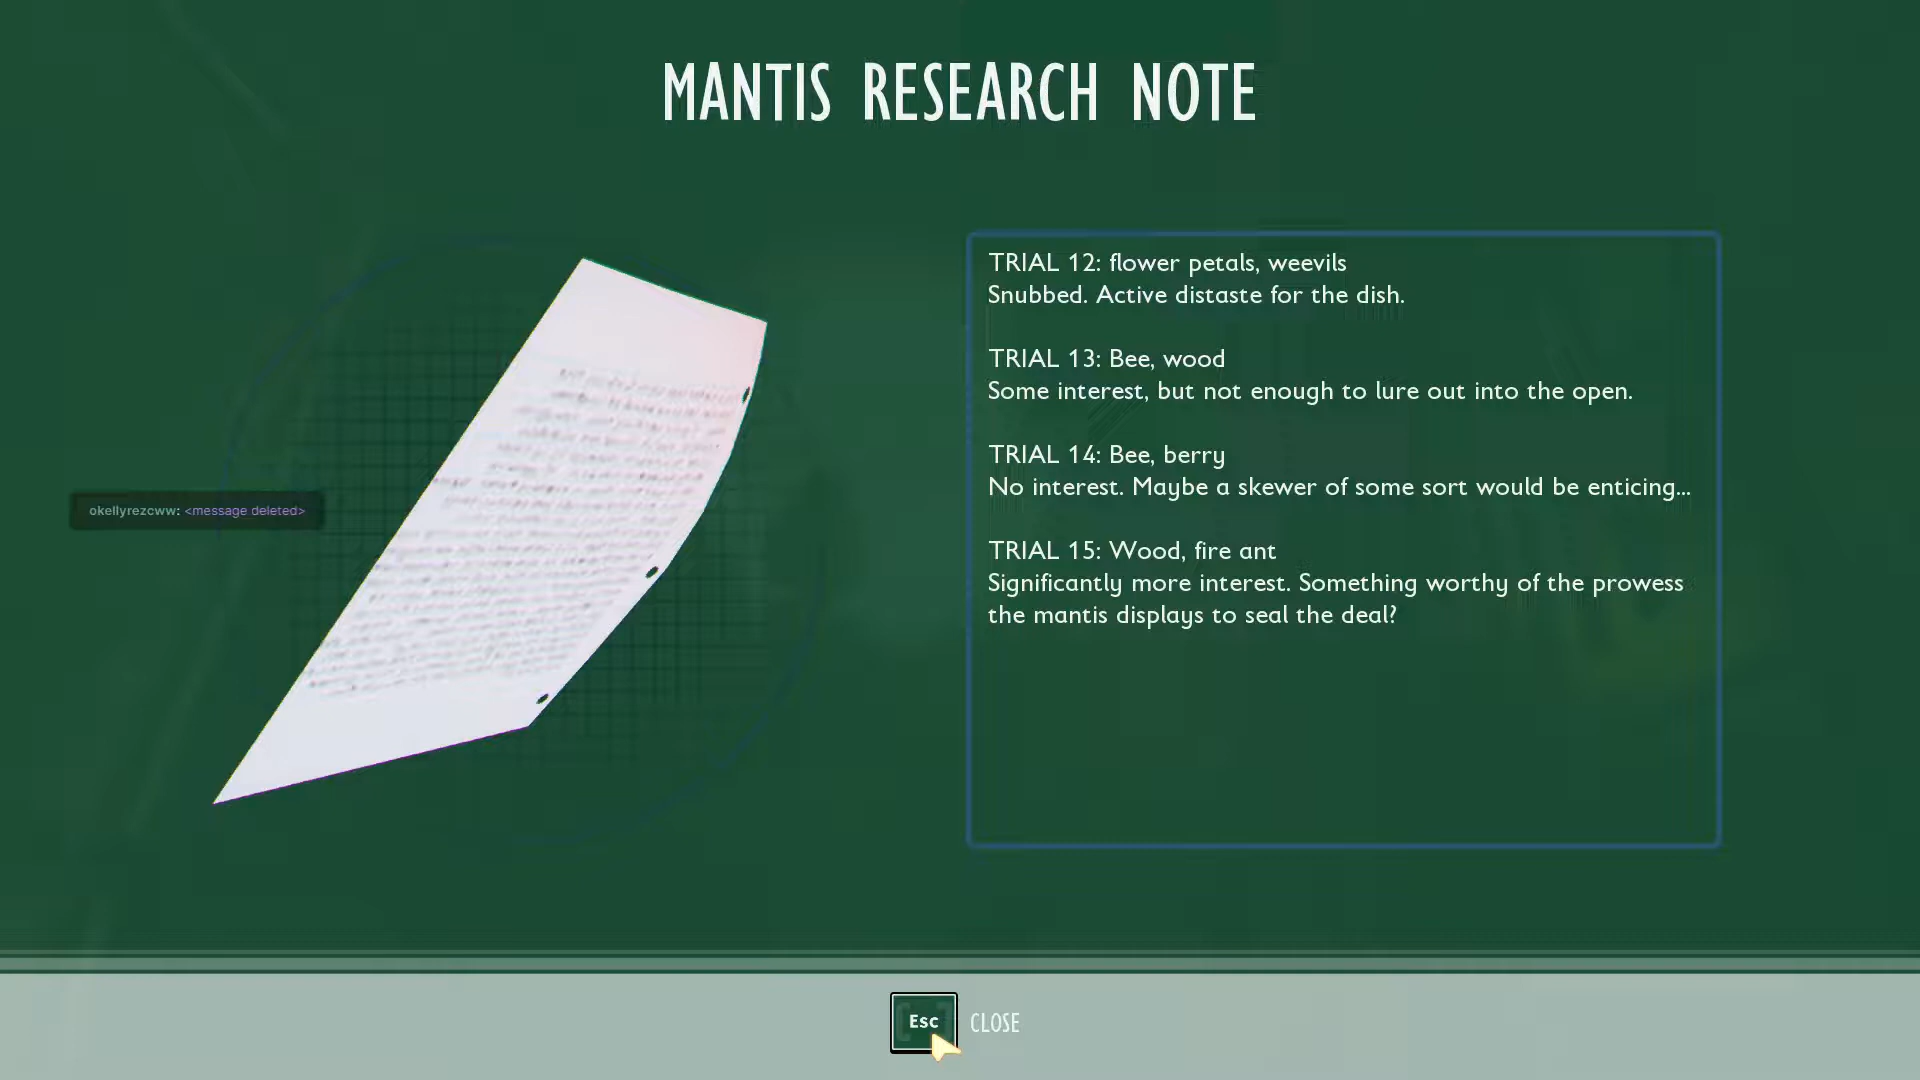 MANTIS RESEARCH NOTE
TRIAL 12: flower petals, weevils
Snubbed. Active distaste for the dish.
TRIAL 13: Bee, wood
Some interest, but not enough to lure out into the open.
TRIAL 14: Bee, berry
No interest. Maybe a skewer of some sort would be enticing...
TRIAL 15: Wood, fire ant
Significantly more interest. Something worthy of the prowess
the mantis displays to seal the deal?
okellyrezcww: <message deleted>
Esc CLOSE